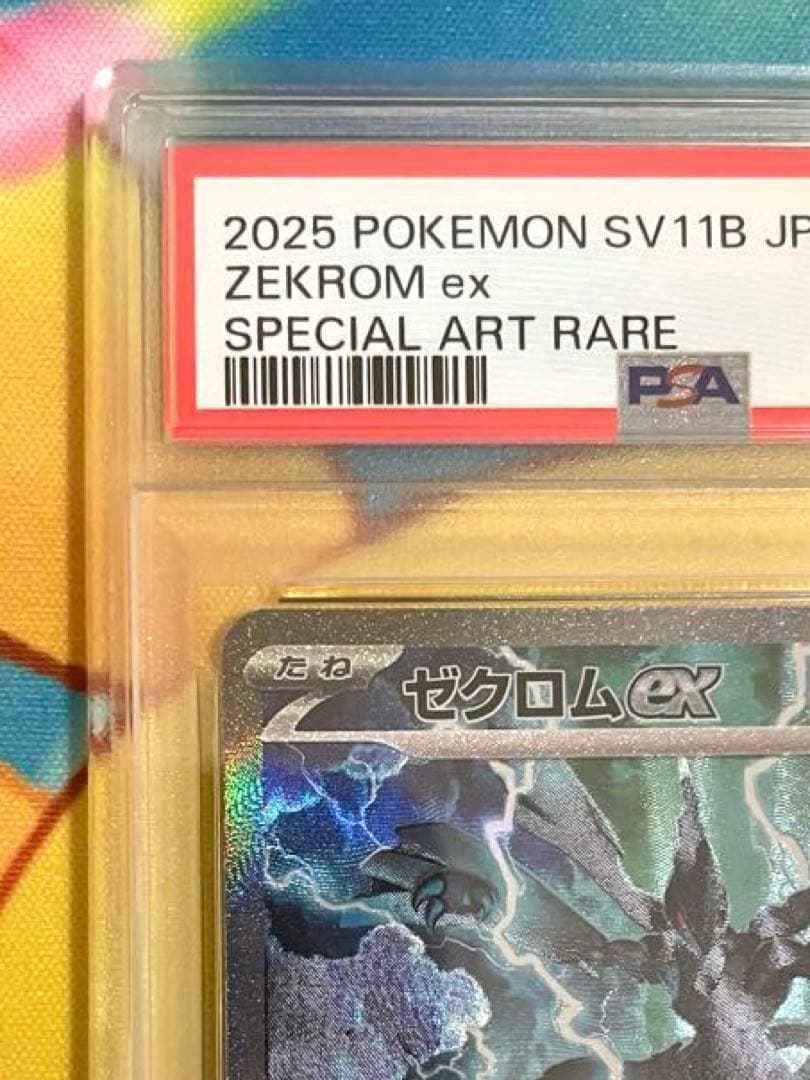 2025 POKEMON SV11B JP
ZEKROM ex
SPECIAL ART RARE
PSA
たね
ゼクロムex